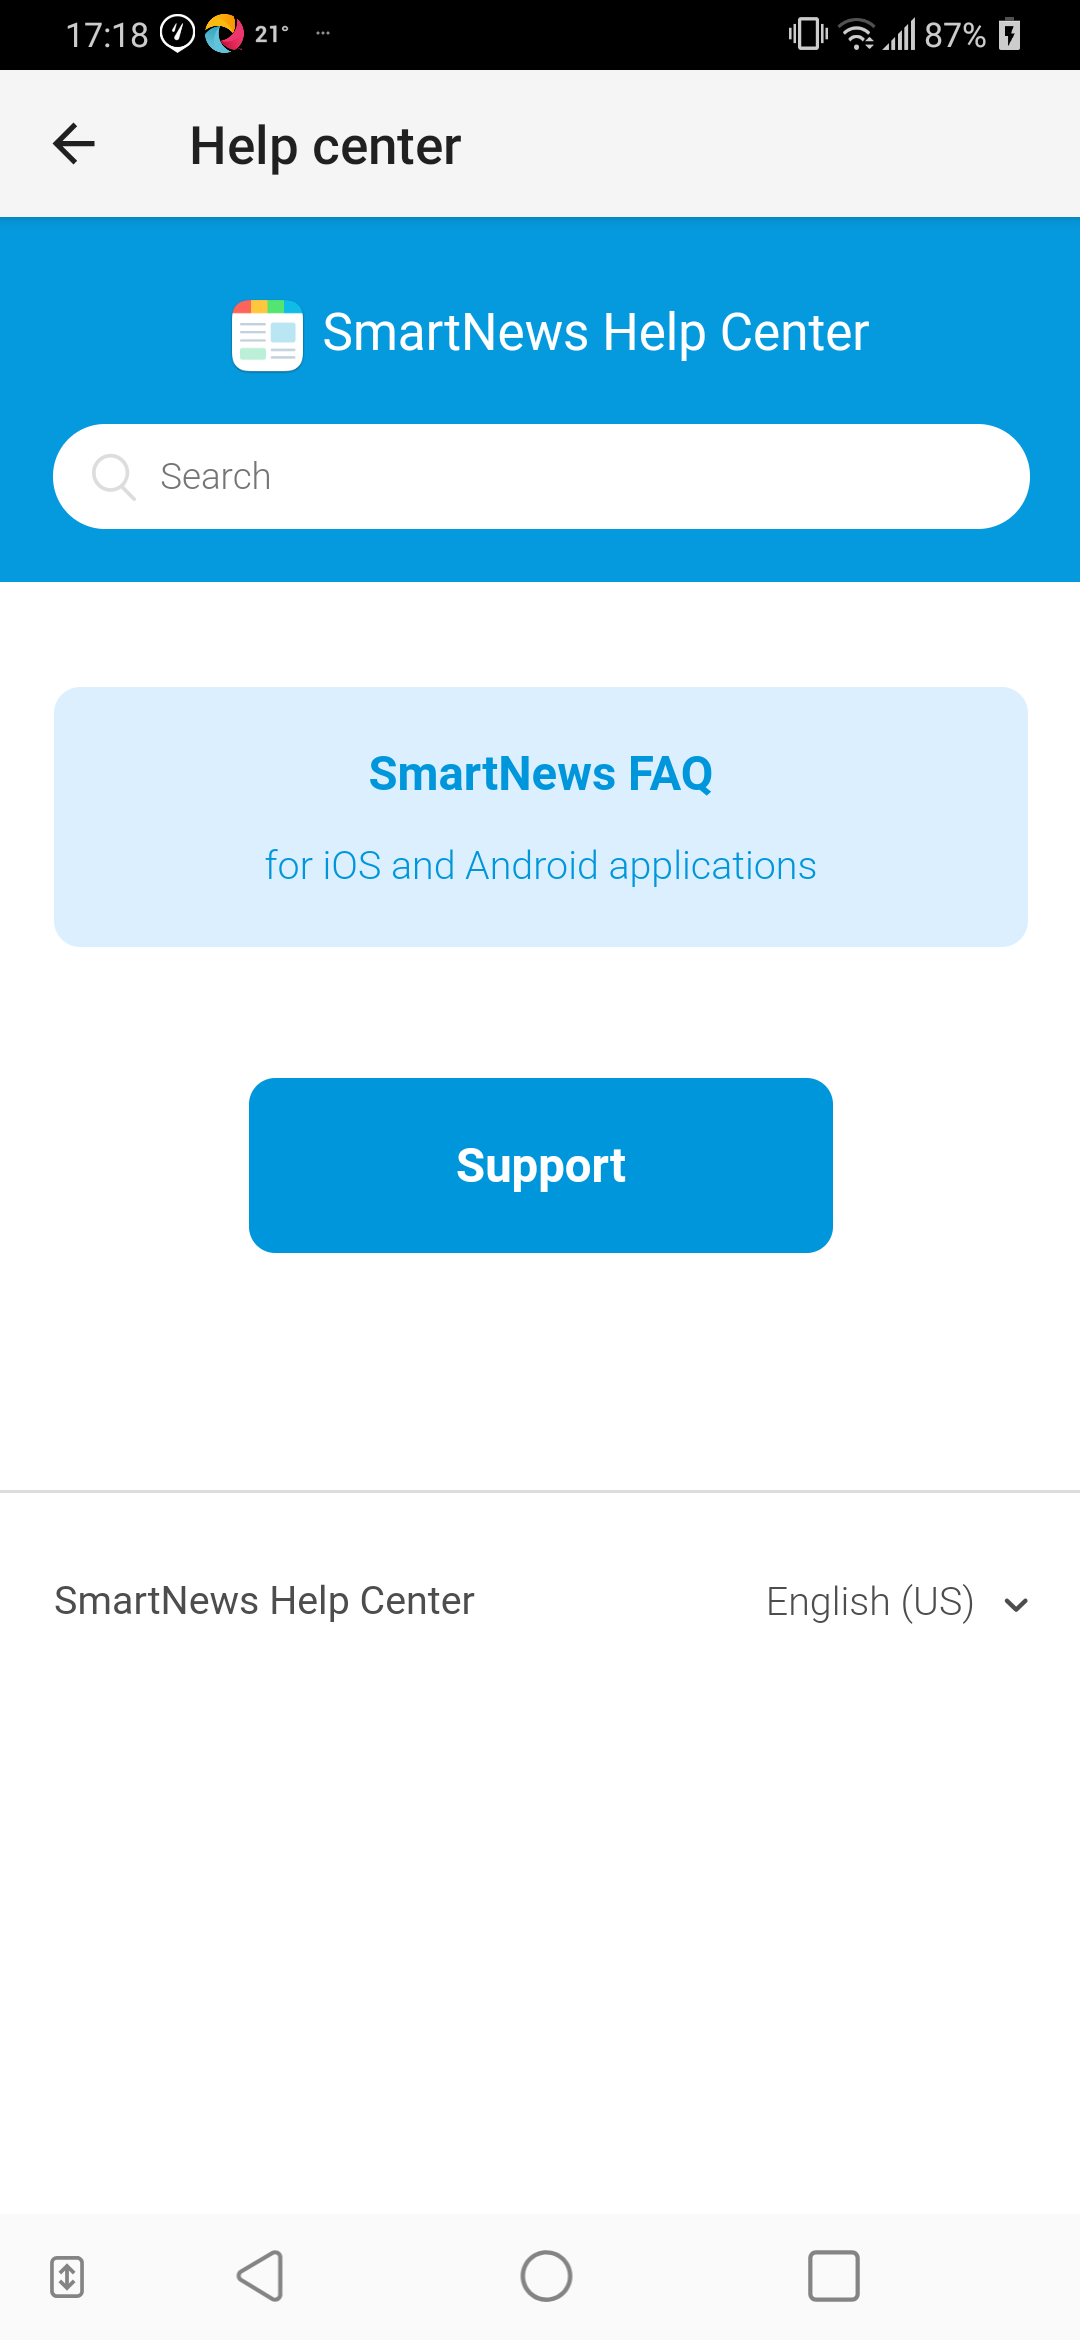 17:18 21° ... 87%
Help center
SmartNews Help Center
Search
SmartNews FAQ
for iOS and Android applications
Support
SmartNews Help Center English (US)